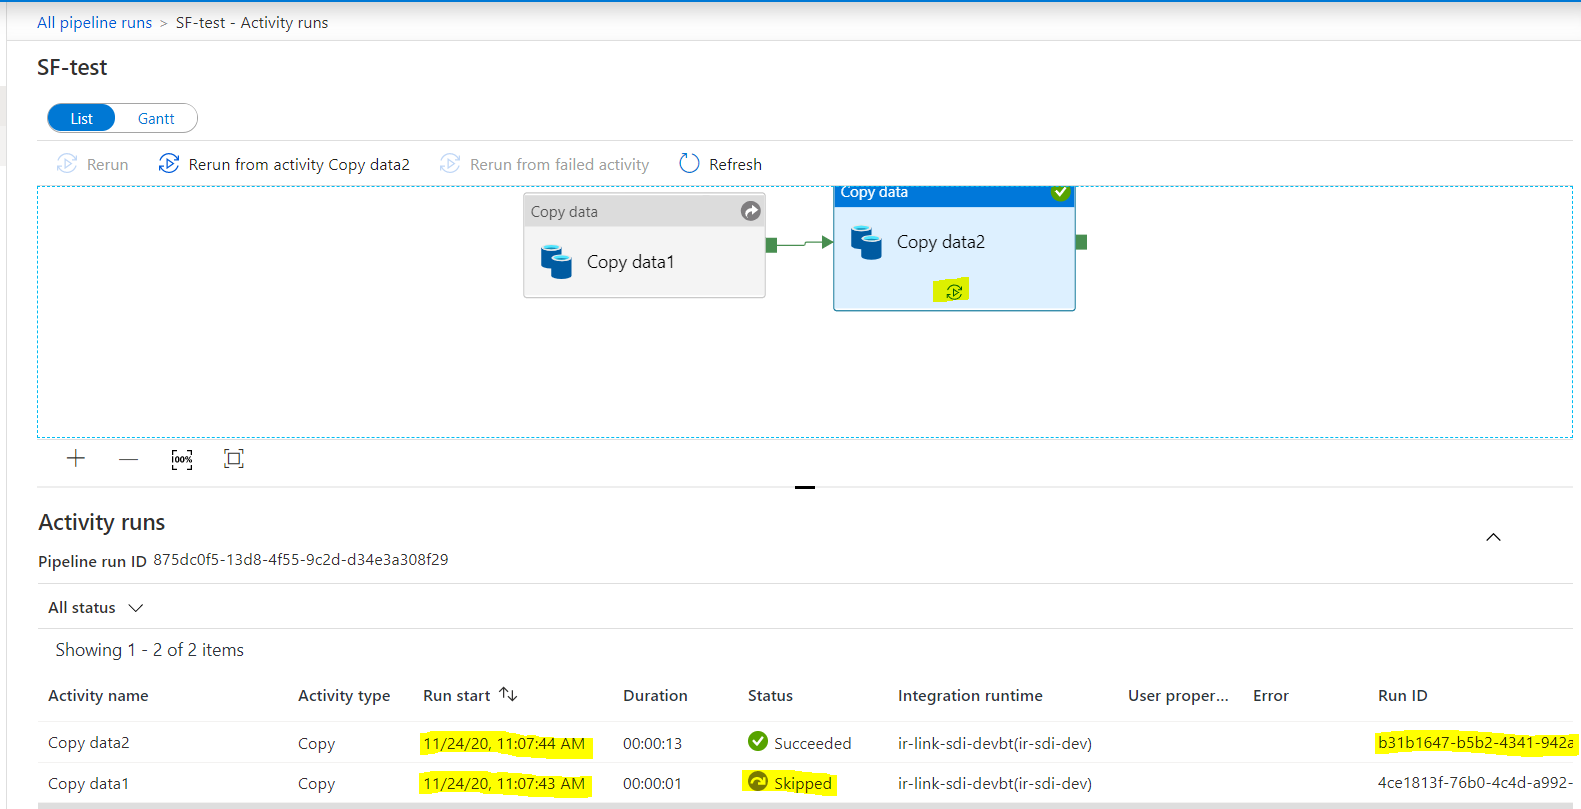 All pipeline runs > SF-test - Activity runs
SF-test
List Gantt
Rerun Rerun from activity Copy data2 Rerun from failed activity Refresh
Copy data Copy data
Copy data1 Copy data2
100%
Activity runs
Pipeline run ID 875dc0f5-13d8-4f55-9c2d-d34e3a308f29
All status
Showing 1 - 2 of 2 items
Activity name Activity type Run start Duration Status Integration runtime User proper... Error Run ID
Copy data2 Copy 11/24/20, 11:07:44 AM 00:00:13 Succeeded ir-link-sdi-devbt(ir-sdi-dev) b31b1647-b5b2-4341-942a
Copy data1 Copy 11/24/20, 11:07:43 AM 00:00:01 Skipped ir-link-sdi-devbt(ir-sdi-dev) 4ce1813f-76b0-4c4d-a992-